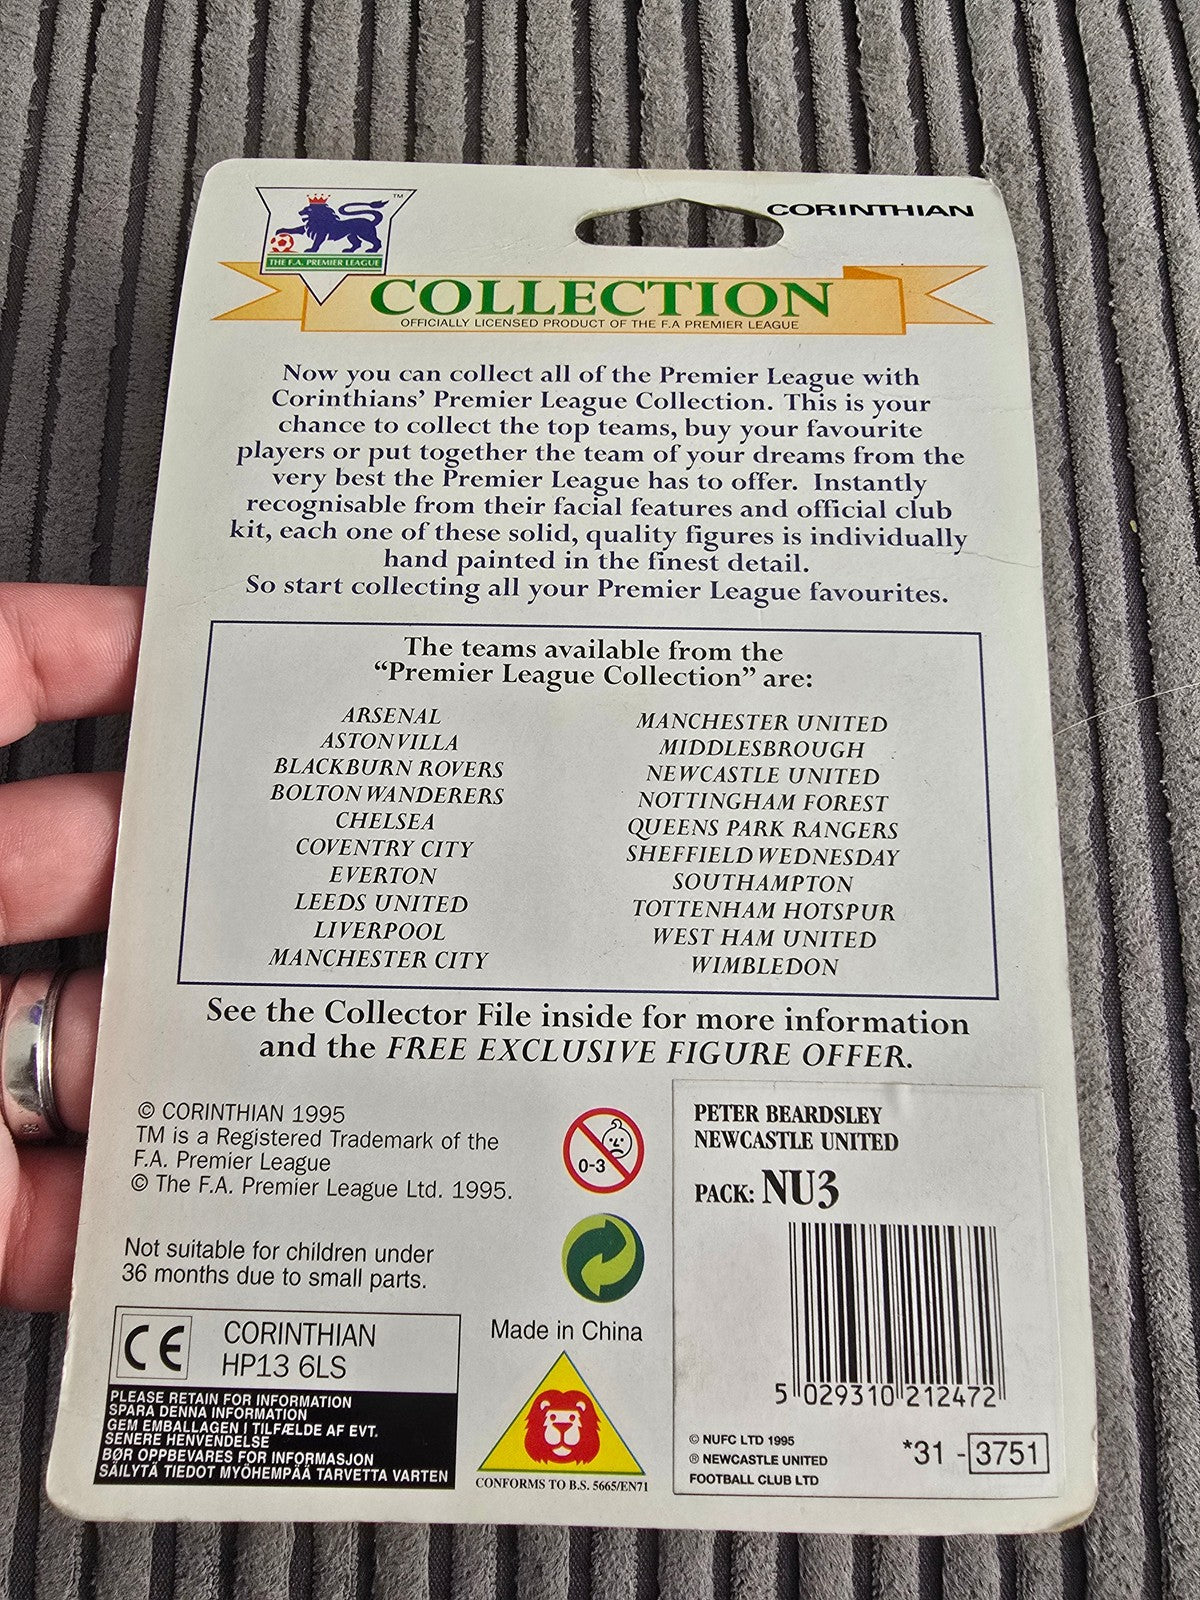 THE F.A. PREMIER LEAGUE
TM
CORINTHIAN
COLLECTION
OFFICIALLY LICENSED PRODUCT OF THE F.A PREMIER LEAGUE
Now you can collect all of the Premier League with
Corinthians' Premier League Collection. This is your
chance to collect the top teams, buy your favourite
players or put together the team of your dreams from the
very best the Premier League has to offer. Instantly
recognisable from their facial features and official club
kit, each one of these solid, quality figures is individually
hand painted in the finest detail.
So start collecting all your Premier League favourites.
The teams available from the
“Premier League Collection” are:
ARSENAL
ASTON VILLA
BLACKBURN ROVERS
BOLTON WANDERERS
CHELSEA
COVENTRY CITY
EVERTON
LEEDS UNITED
LIVERPOOL
MANCHESTER CITY
MANCHESTER UNITED
MIDDLESBROUGH
NEWCASTLE UNITED
NOTTINGHAM FOREST
QUEENS PARK RANGERS
SHEFFIELD WEDNESDAY
SOUTHAMPTON
TOTTENHAM HOTSPUR
WEST HAM UNITED
WIMBLEDON
See the Collector File inside for more information
and the FREE EXCLUSIVE FIGURE OFFER.
© CORINTHIAN 1995
TM is a Registered Trademark of the
F.A. Premier League
© The F.A. Premier League Ltd. 1995.
Not suitable for children under
36 months due to small parts.
CE
CORINTHIAN
HP13 6LS
PLEASE RETAIN FOR INFORMATION
SPARA DENNA INFORMATION
GEM EMBALLAGEN I TILFÆLDE AF EVT.
SENERE HENVENDELSE
BØR OPPBEVARES FOR INFORMASJON
SÄILYTÄ TIEDOT MYÖHEMPÄÄ TARVETTA VARTEN
0-3
Made in China
CONFORMS TO B.S. 5665/EN71
PETER BEARDSLEY
NEWCASTLE UNITED
PACK: NU3
5 029310 212472
© NUFC LTD 1995
® NEWCASTLE UNITED
FOOTBALL CLUB LTD
*31 - 3751